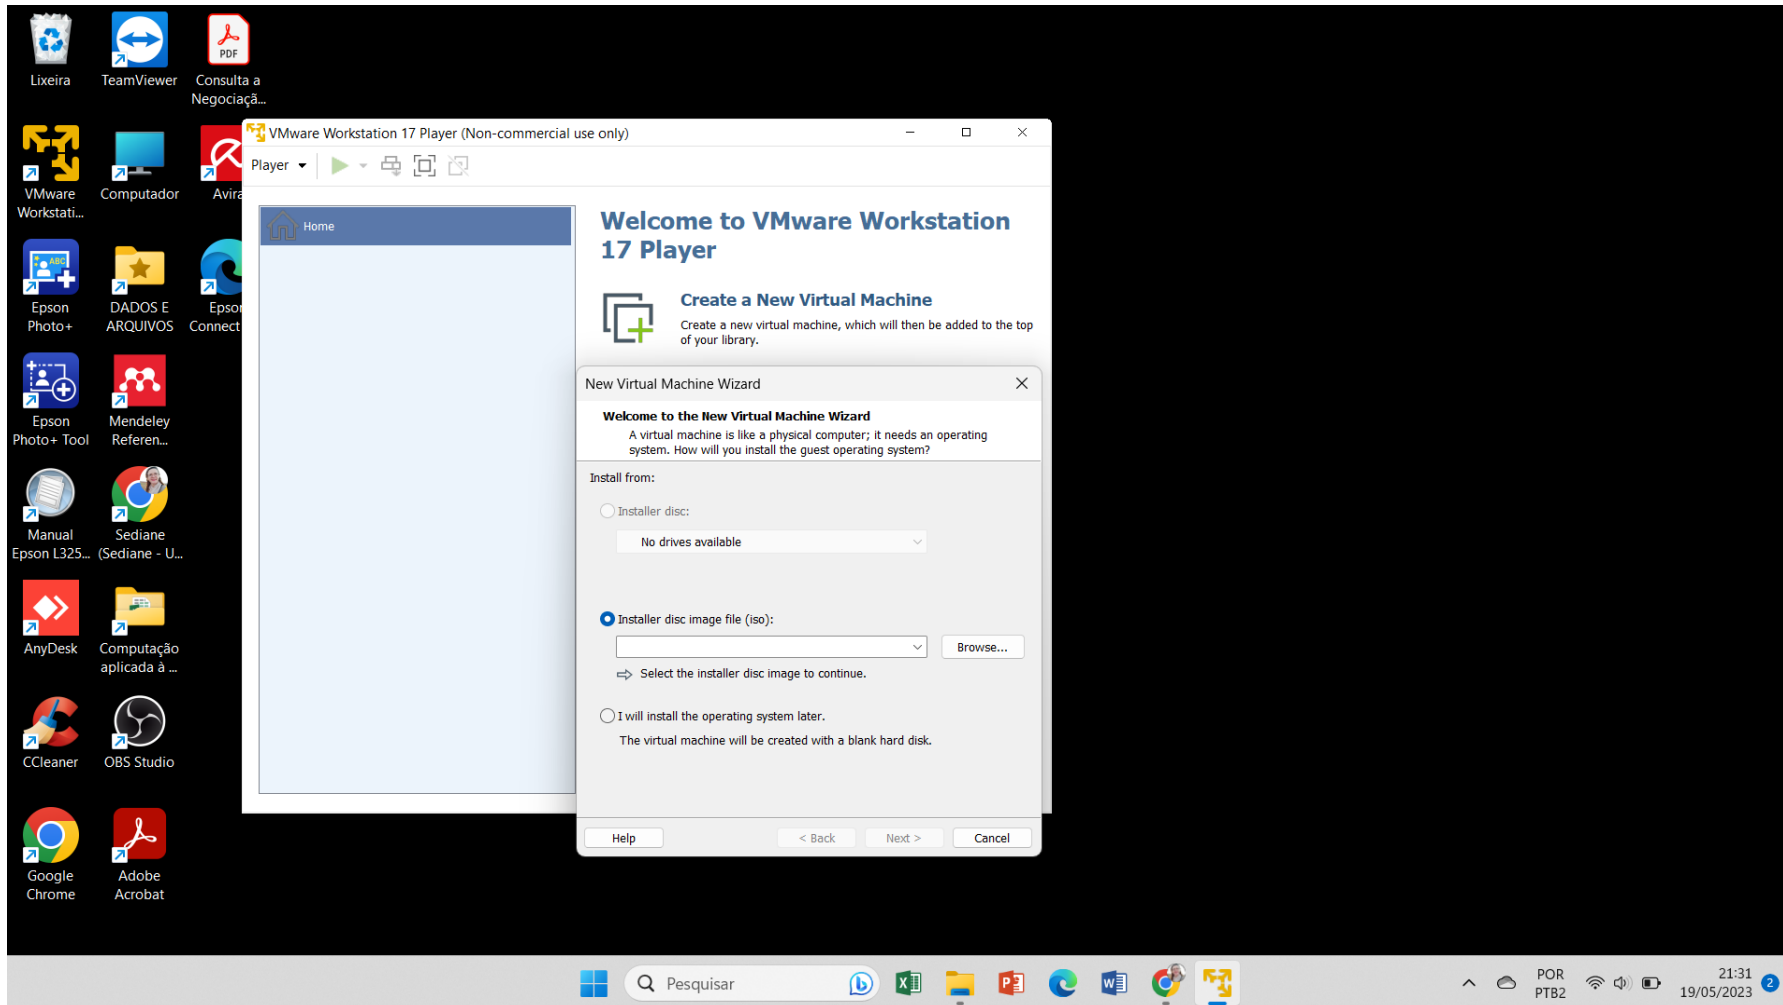 Lixeira
TeamViewer
PDF
Consulta a
Negociaçã...
VMware
Workstati...
Computador
Avira
ABC
Epson
Photo+
DADOS E
ARQUIVOS
Epson
Connect
Epson
Photo+ Tool
Mendeley
Referen...
Manual
Epson L325...
Sediane
(Sediane - U...
AnyDesk
Computação
aplicada à ...
CCleaner
OBS Studio
Google
Chrome
Adobe
Acrobat
VMware Workstation 17 Player (Non-commercial use only)
Player
Home
Welcome to VMware Workstation
17 Player
Create a New Virtual Machine
Create a new virtual machine, which will then be added to the top
of your library.
New Virtual Machine Wizard
Welcome to the New Virtual Machine Wizard
A virtual machine is like a physical computer; it needs an operating
system. How will you install the guest operating system?
Install from:
Installer disc:
No drives available
Installer disc image file (iso):
Browse...
Select the installer disc image to continue.
I will install the operating system later.
The virtual machine will be created with a blank hard disk.
Help
< Back
Next >
Cancel
Pesquisar
POR
PTB2
21:31
19/05/2023
2